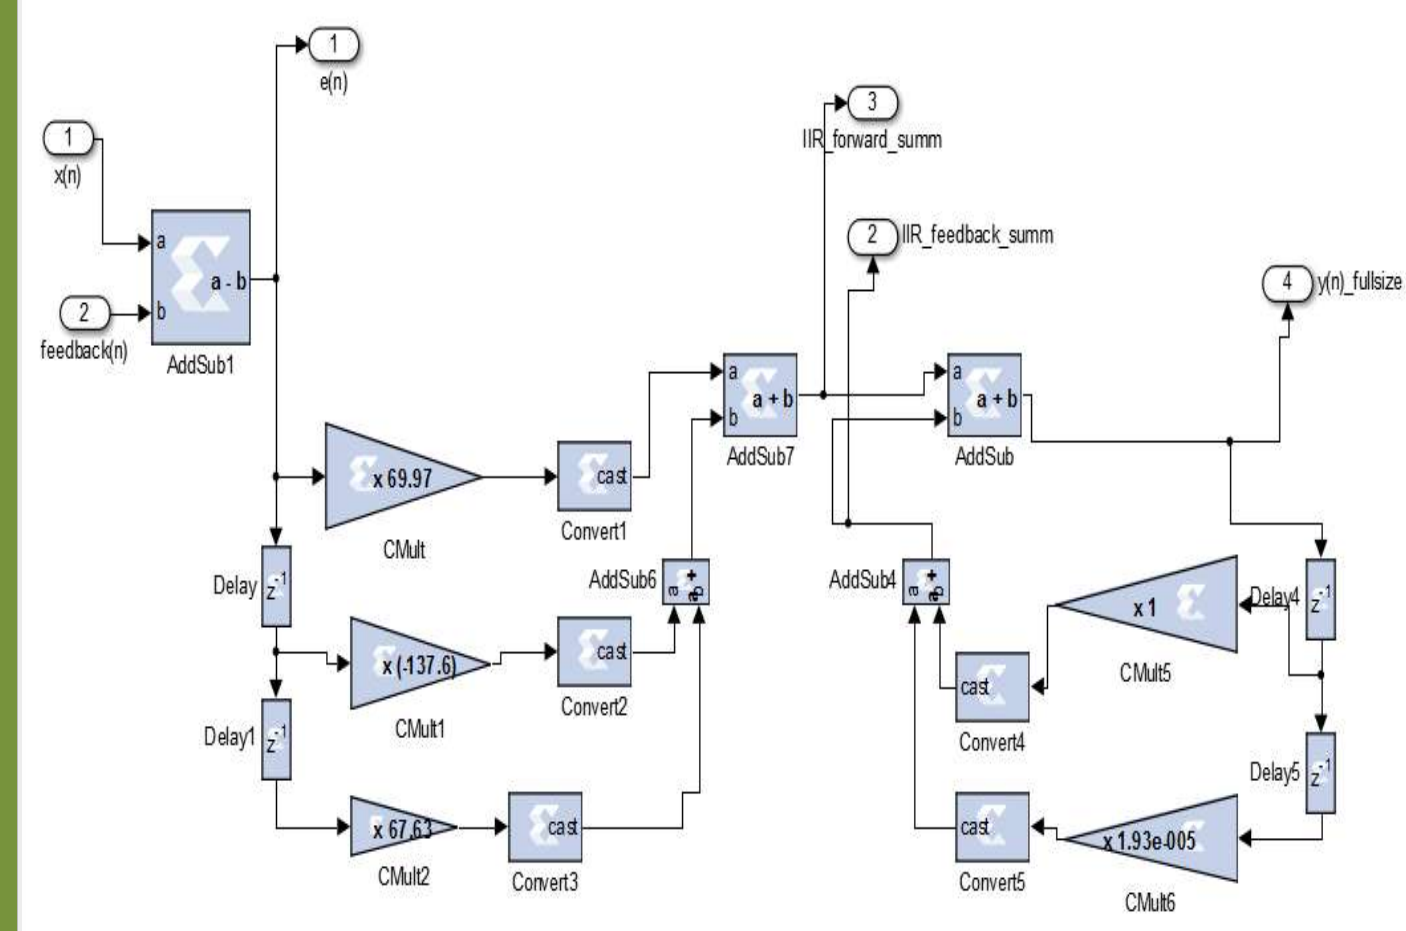 1
e(n)
1
x(n)
3
IIR_forward_summ
2
IIR_feedback_summ
4
y(n)_fullsize
a
a - b
b
AddSub1
2
feedback(n)
a
a + b
b
AddSub7
a
a + b
b
AddSub
x 69.97
CMult
cast
Convert1
Delay
z-1
AddSub6
a
+
b
AddSub4
a
+
b
x 1
CMult5
Delay4
z-1
x (-137.6)
CMult1
cast
Convert2
cast
Convert4
Delay1
z-1
Delay5
z-1
x 67.63
CMult2
cast
Convert3
cast
Convert5
x 1.93e-005
CMult6